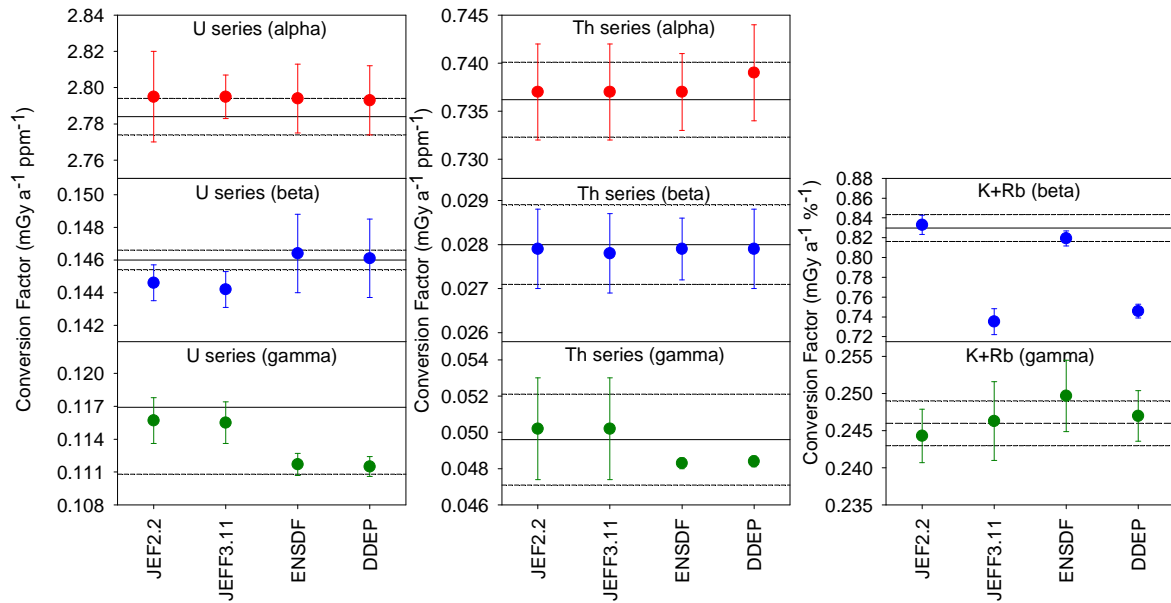 U series (alpha)
2.84
2.82
2.80
2.78
2.76
U series (beta)
0.150
0.148
0.146
0.144
0.142
U series (gamma)
0.120
0.117
0.114
0.111
0.108
Conversion Factor (mGy a-1 ppm-1)
JEF2.2
JEFF3.11
ENSDF
DDEP
Th series (alpha)
0.745
0.740
0.735
0.730
Th series (beta)
0.029
0.028
0.027
0.026
Th series (gamma)
0.054
0.052
0.050
0.048
0.046
Conversion Factor (mGy a-1 ppm-1)
JEF2.2
JEFF3.11
ENSDF
DDEP
K+Rb (beta)
0.88
0.86
0.84
0.82
0.80
0.76
0.74
0.72
K+Rb (gamma)
0.255
0.250
0.245
0.240
0.235
Conversion Factor (mGy a-1 %-1)
JEF2.2
JEFF3.11
ENSDF
DDEP